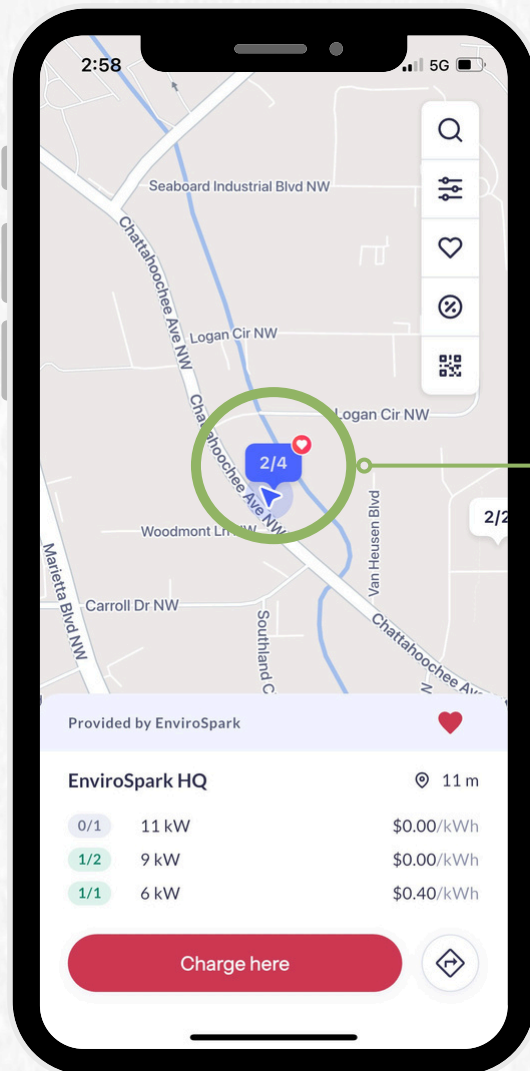 2:58
5G
Seaboard Industrial Blvd NW
Chattahoochee Ave NW
Logan Cir NW
Logan Cir NW
Chattahoochee Ave NW
2/4
2/2
Woodmont Ln NW
Van Heusen Blvd
Marietta Blvd NW
Carroll Dr NW
Southland C
Chattahoochee Av
N
Provided by EnviroSpark
EnviroSpark HQ
11 m
0/1 11 kW $0.00/kWh
1/2 9 kW $0.00/kWh
1/1 6 kW $0.40/kWh
Charge here